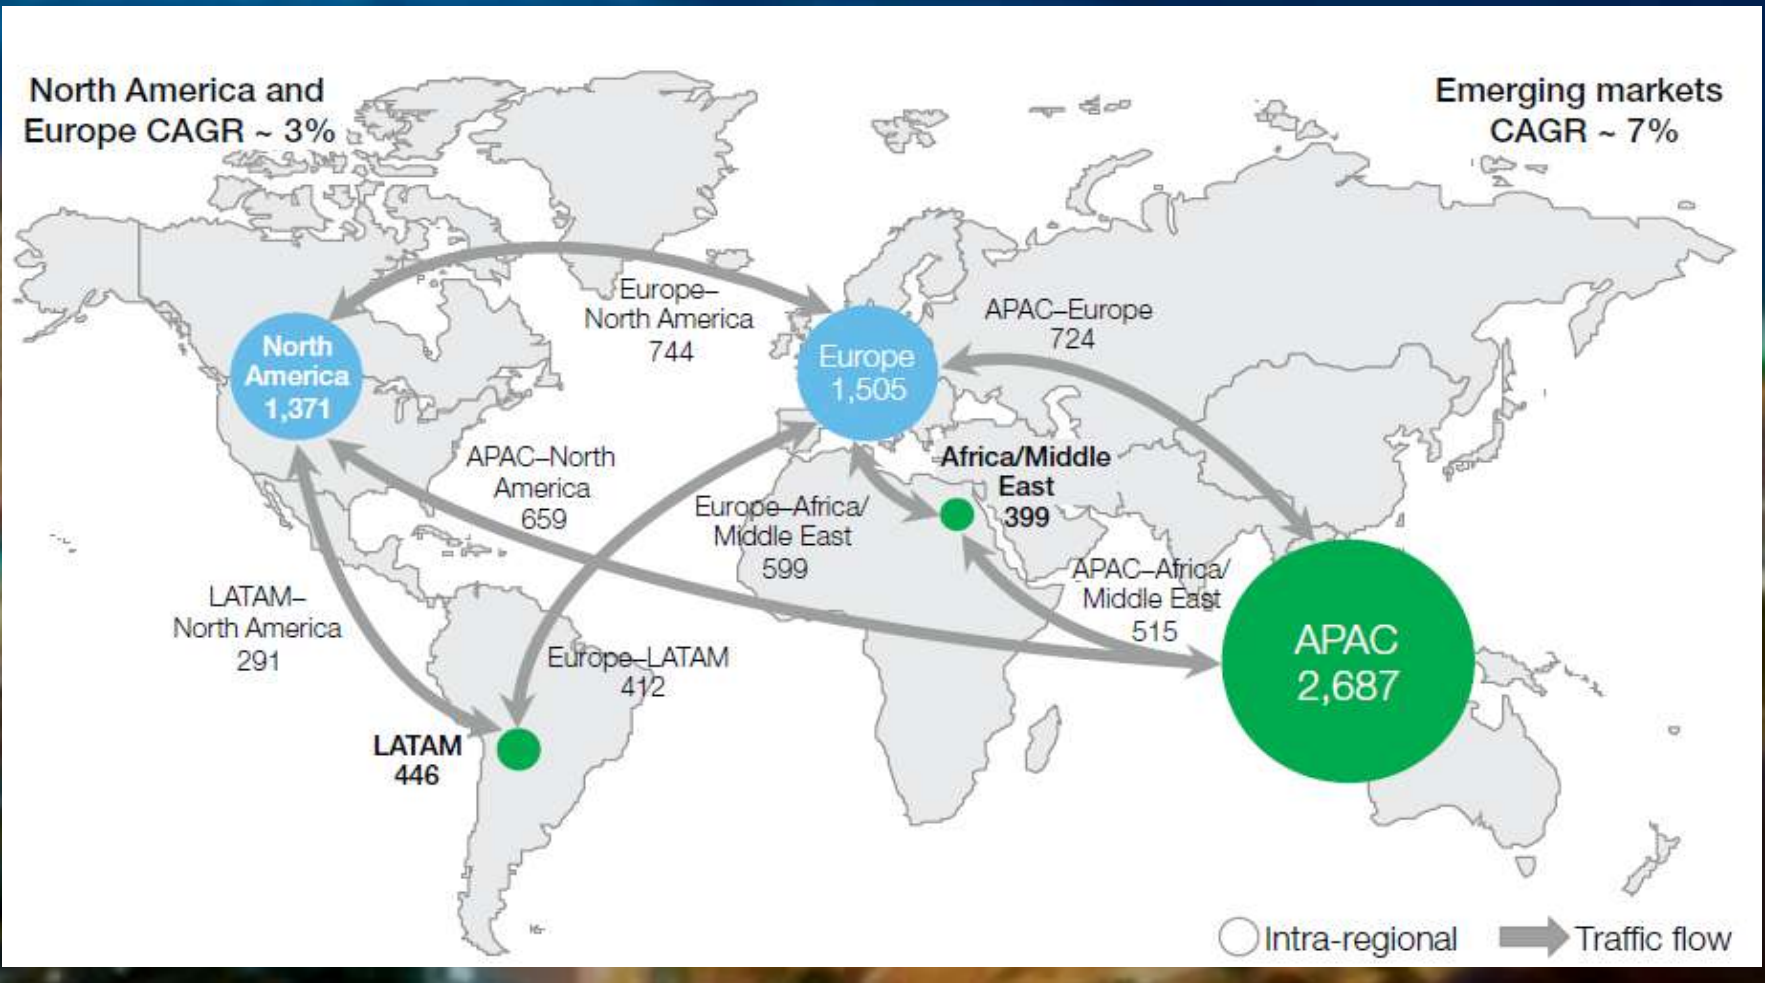 North America and
Europe CAGR ~ 3%
Emerging markets
CAGR ~ 7%
Europe–
North America
744
APAC–Europe
724
North
America
1,371
Europe
1,505
APAC–North
America
659
Africa/Middle
East
399
Europe–Africa/
Middle East
599
APAC–Africa/
Middle East
515
LATAM–
North America
291
Europe–LATAM
412
APAC
2,687
LATAM
446
Intra-regional
Traffic flow